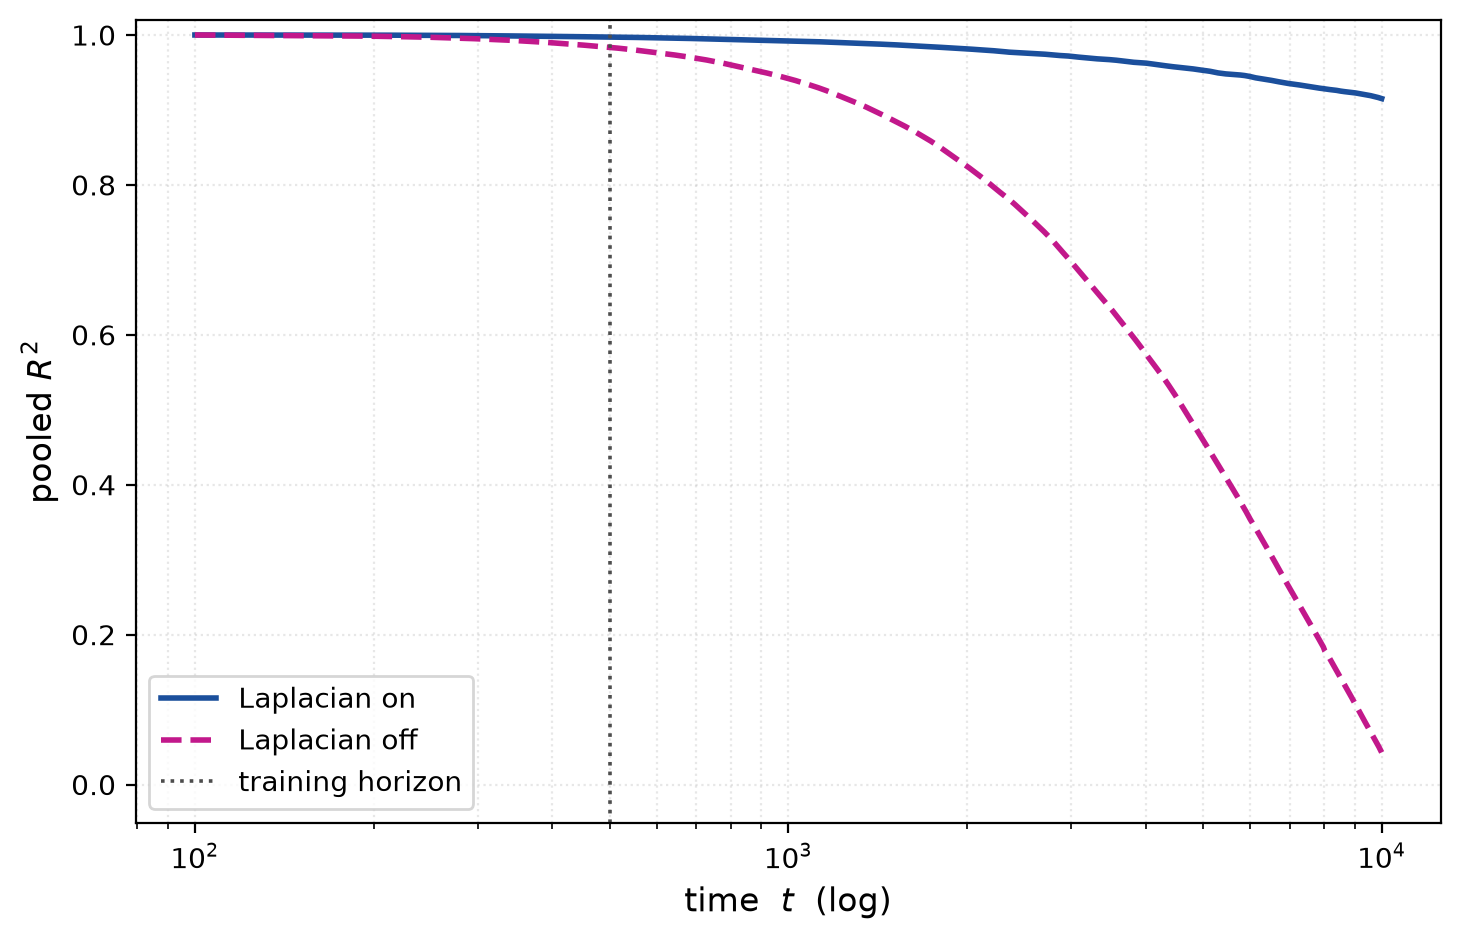 1.0
0.8
0.6
0.4
0.2
0.0
pooled R²
Laplacian on
Laplacian off
training horizon
10² 10³ 10⁴
time t (log)